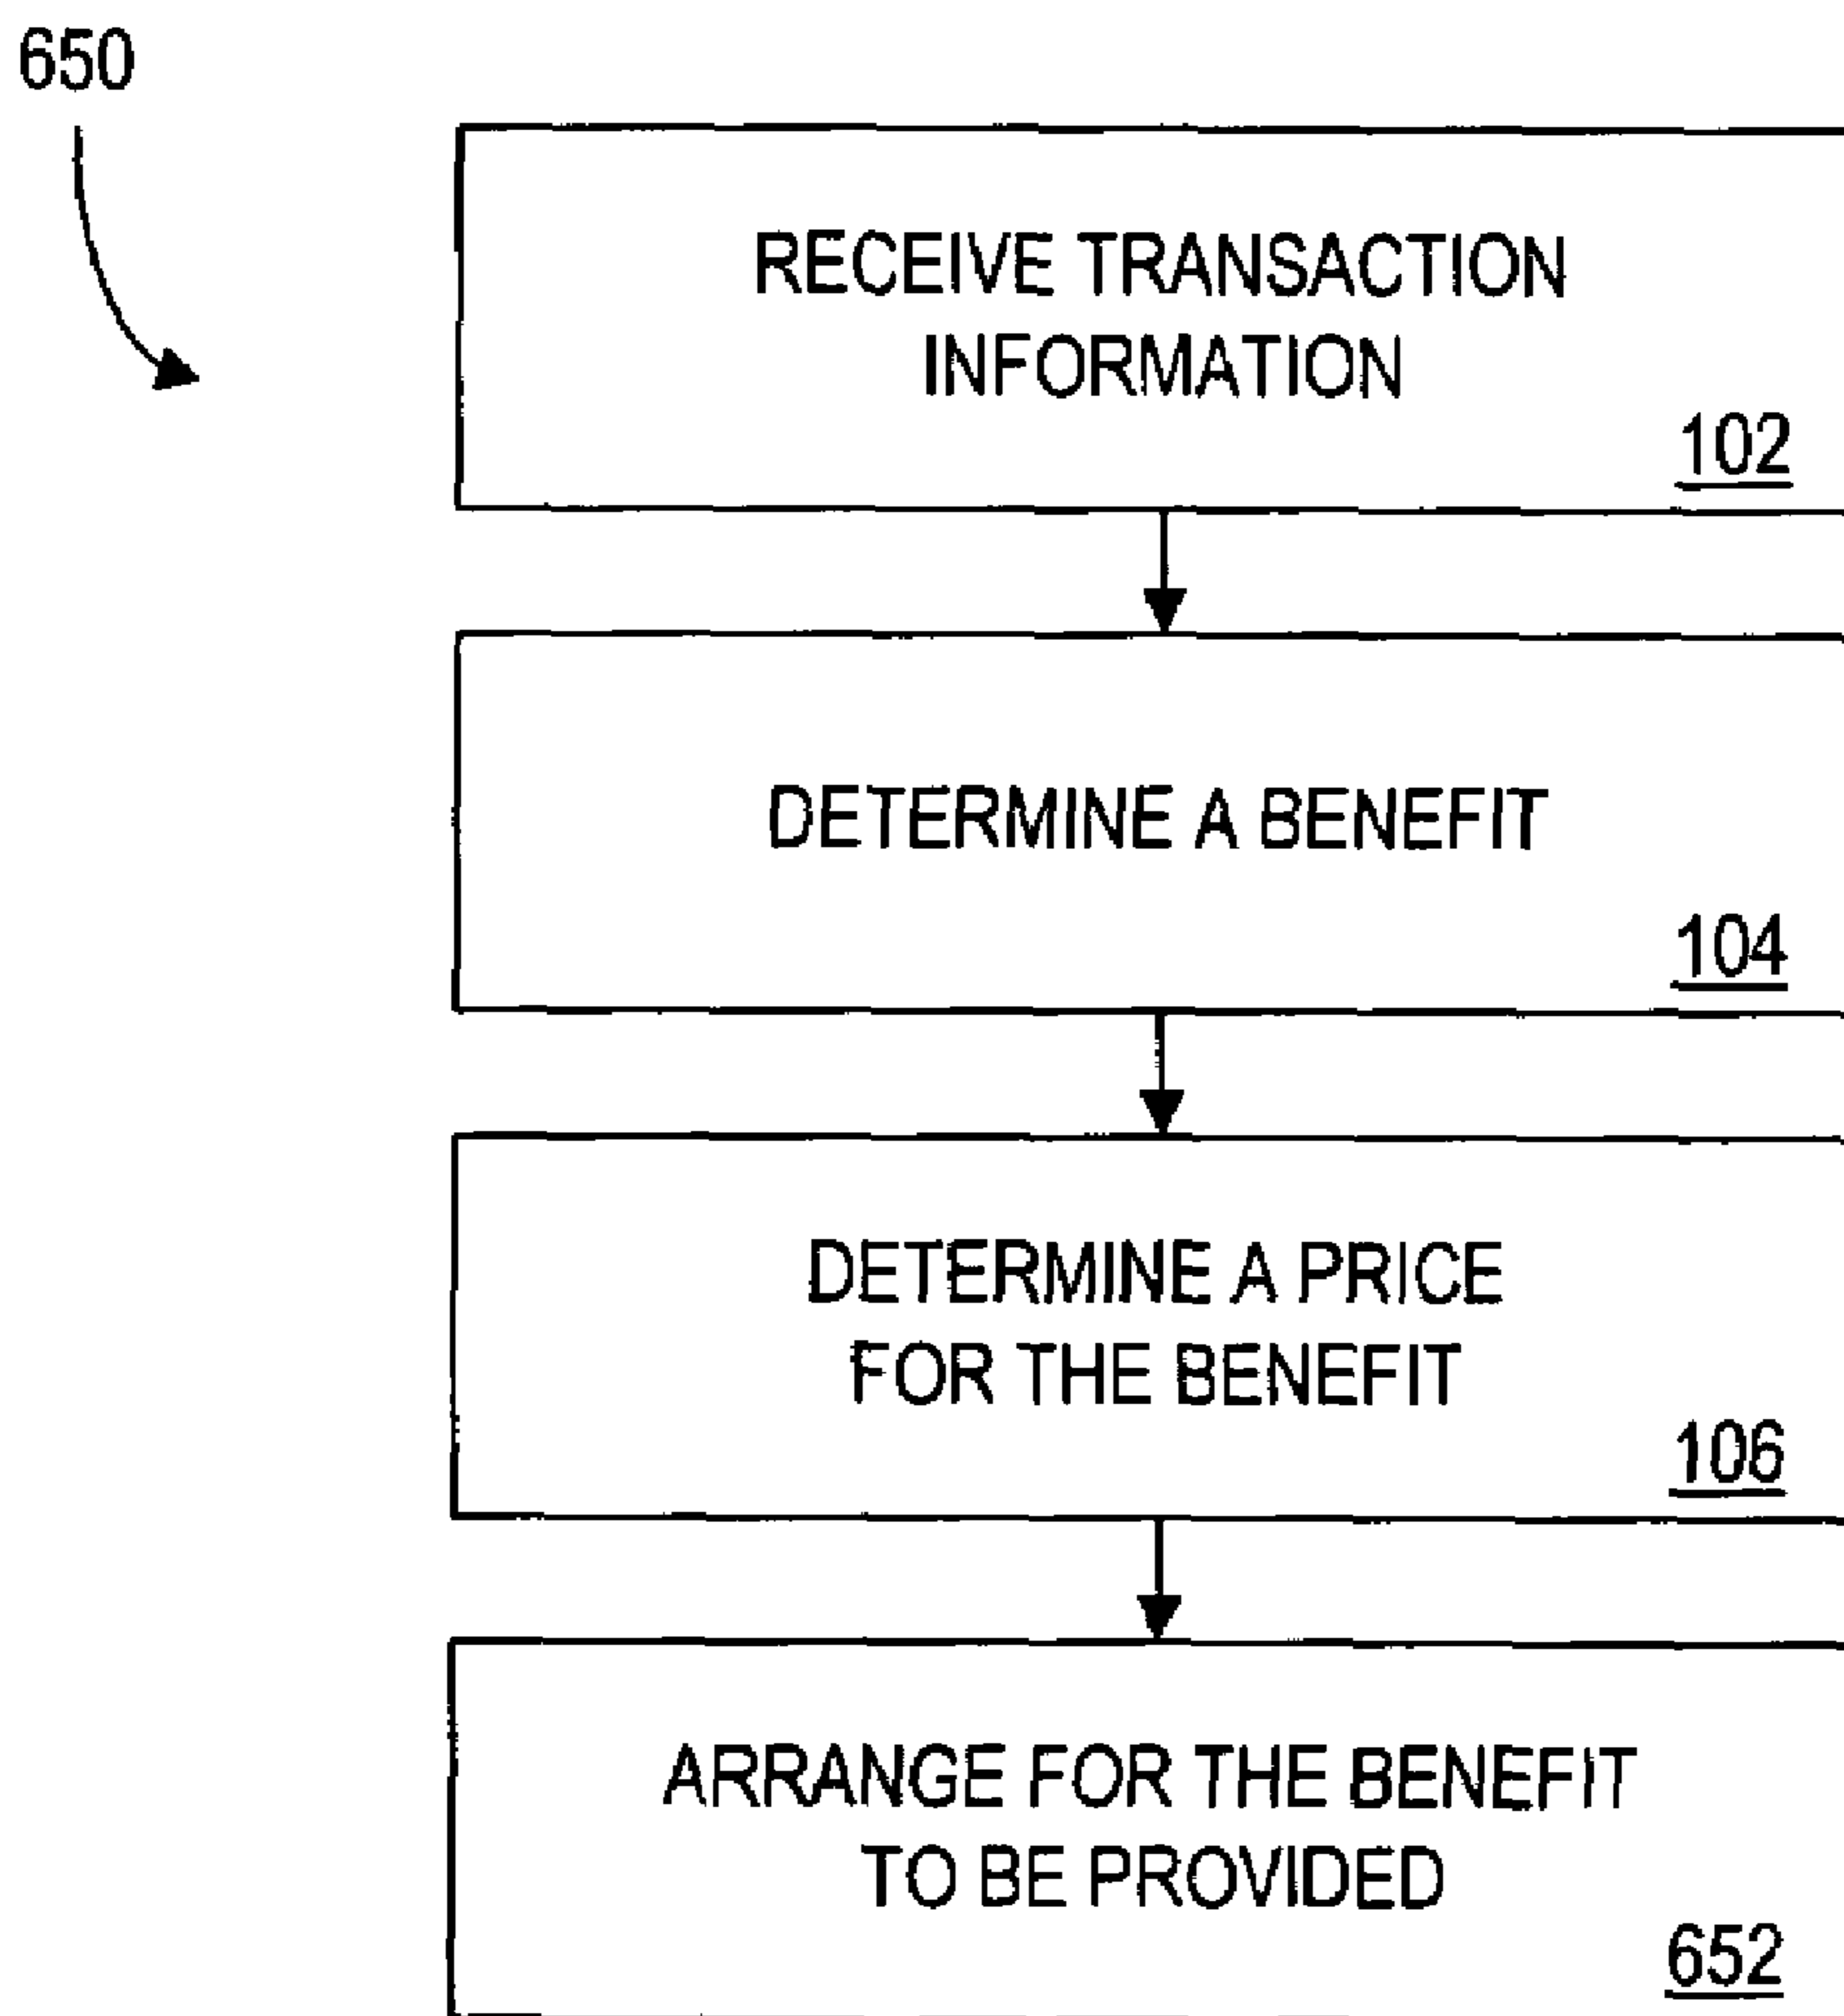 650
RECEIVE TRANSACTION
INFORMATION
102
DETERMINE A BENEFIT
104
DETERMINE A PRICE
FOR THE BENEFIT
106
ARRANGE FOR THE BENEFIT
TO BE PROVIDED
652